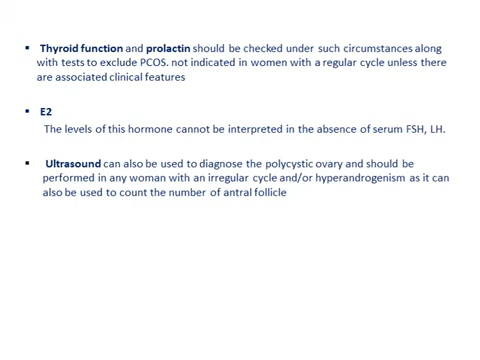 ▪ Thyroid function and prolactin should be checked under such circumstances along
with tests to exclude PCOS. not indicated in women with a regular cycle unless there
are associated clinical features
▪ E2
The levels of this hormone cannot be interpreted in the absence of serum FSH, LH.
▪ Ultrasound can also be used to diagnose the polycystic ovary and should be
performed in any woman with an irregular cycle and/or hyperandrogenism as it can
also be used to count the number of antral follicle